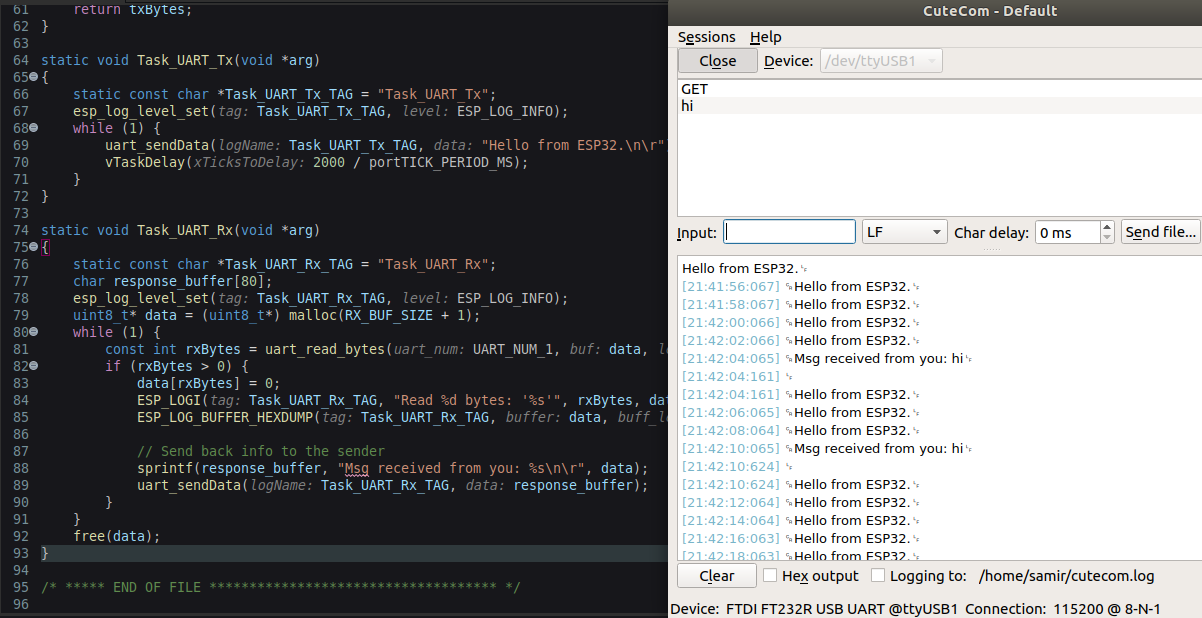 61     return txBytes;
62 }
63
64 static void Task_UART_Tx(void *arg)
65 {
66     static const char *Task_UART_Tx_TAG = "Task_UART_Tx";
67     esp_log_level_set(tag: Task_UART_Tx_TAG, level: ESP_LOG_INFO);
68     while (1) {
69         uart_sendData(logName: Task_UART_Tx_TAG, data: "Hello from ESP32.\n\r"
70         vTaskDelay(xTicksToDelay: 2000 / portTICK_PERIOD_MS);
71     }
72 }
73
74 static void Task_UART_Rx(void *arg)
75 {
76     static const char *Task_UART_Rx_TAG = "Task_UART_Rx";
77     char response_buffer[80];
78     esp_log_level_set(tag: Task_UART_Rx_TAG, level: ESP_LOG_INFO);
79     uint8_t* data = (uint8_t*) malloc(RX_BUF_SIZE + 1);
80     while (1) {
81         const int rxBytes = uart_read_bytes(uart_num: UART_NUM_1, buf: data,
82         if (rxBytes > 0) {
83             data[rxBytes] = 0;
84             ESP_LOGI(tag: Task_UART_Rx_TAG, "Read %d bytes: '%s'", rxBytes, dat
85             ESP_LOG_BUFFER_HEXDUMP(tag: Task_UART_Rx_TAG, buffer: data, buff_l
86
87             // Send back info to the sender
88             sprintf(response_buffer, "Msg received from you: %s\n\r", data);
89             uart_sendData(logName: Task_UART_Rx_TAG, data: response_buffer);
90         }
91     }
92     free(data);
93 }
94
95 /* ***** END OF FILE ************************************ */
96
CuteCom - Default
Sessions Help
Close Device: /dev/ttyUSB1
GET
hi
Input: LF Char delay: 0 ms Send file...
Hello from ESP32.
[21:41:56:067] Hello from ESP32.
[21:41:58:067] Hello from ESP32.
[21:42:00:066] Hello from ESP32.
[21:42:02:066] Hello from ESP32.
[21:42:04:065] Msg received from you: hi
[21:42:04:161]
[21:42:04:161] Hello from ESP32.
[21:42:06:065] Hello from ESP32.
[21:42:08:064] Hello from ESP32.
[21:42:10:065] Msg received from you: hi
[21:42:10:624]
[21:42:10:624] Hello from ESP32.
[21:42:12:064] Hello from ESP32.
[21:42:14:064] Hello from ESP32.
[21:42:16:063] Hello from ESP32.
[21:42:18:063] Hello from ESP32.
Clear Hex output Logging to: /home/samir/cutecom.log
Device: FTDI FT232R USB UART @ttyUSB1 Connection: 115200 @ 8-N-1